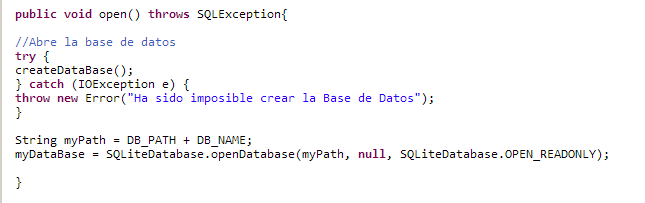 public void open() throws SQLException{
//Abre la base de datos
try {
createDataBase();
} catch (IOException e) {
throw new Error("Ha sido imposible crear la Base de Datos");
}
String myPath = DB_PATH + DB_NAME;
myDataBase = SQLiteDatabase.openDatabase(myPath, null, SQLiteDatabase.OPEN_READONLY);
}